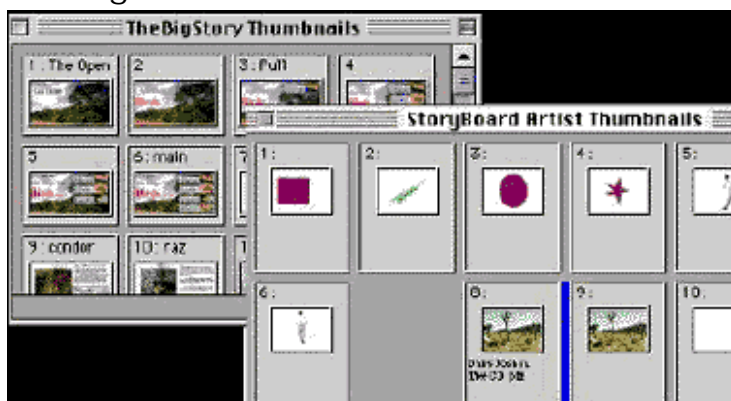 TheBigStory Thumbnails
1 : The Open
2
3 : Pull
4
5
6 : main
7
9 : condor
10 : raz
StoryBoard Artist Thumbnails
1:
2:
3:
4:
5:
6:
8:
9:
10: